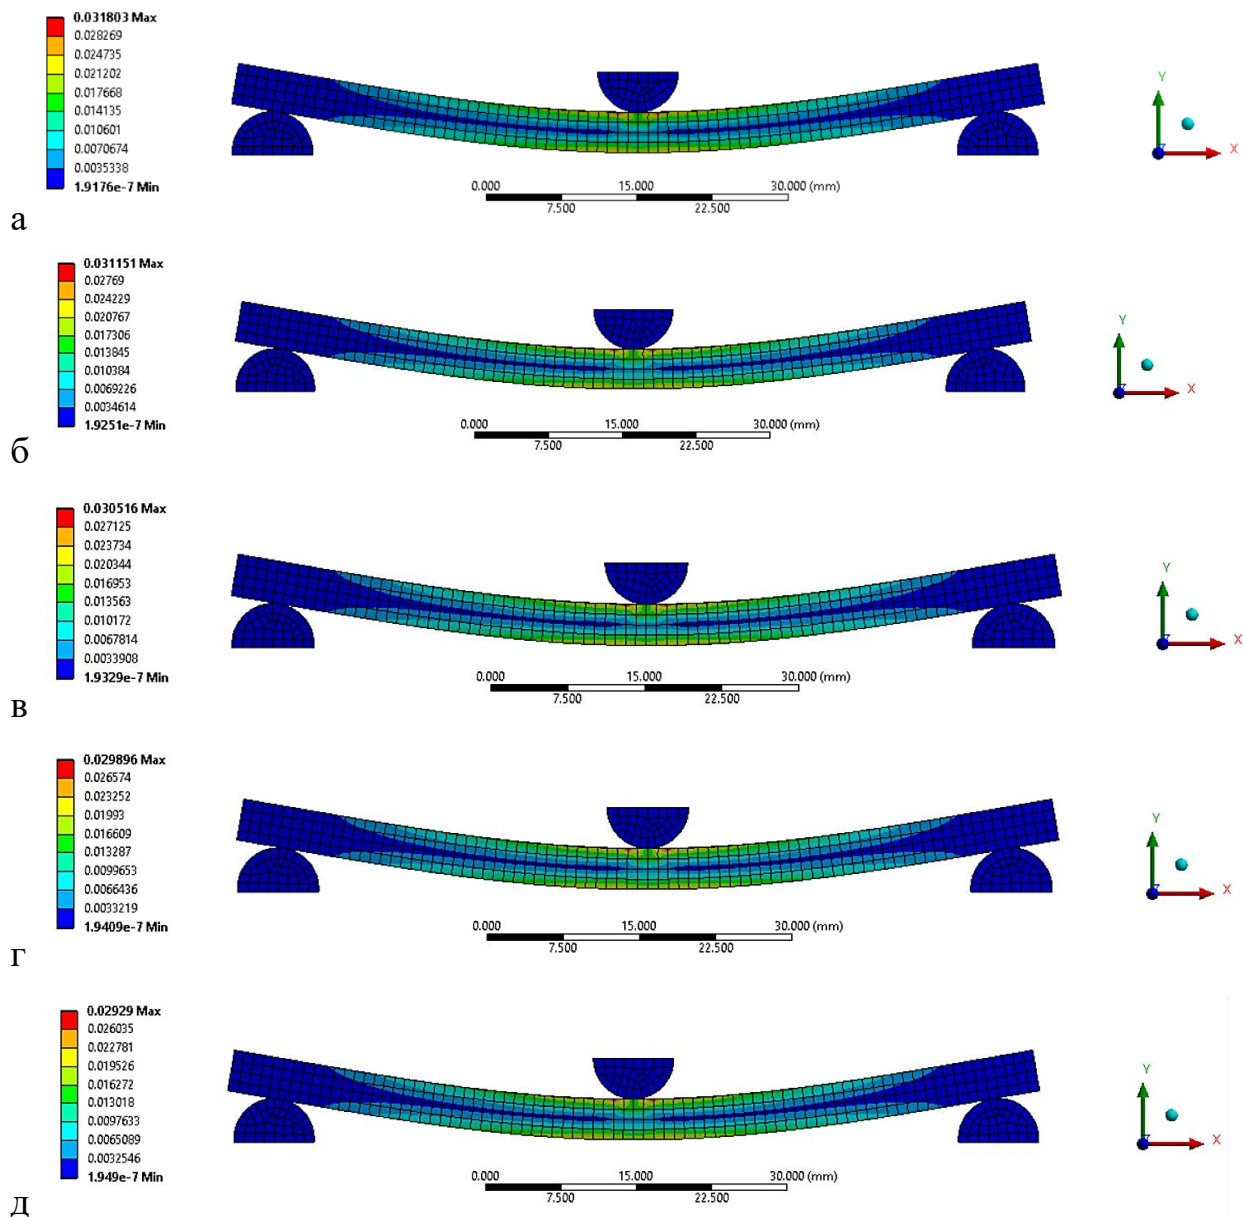 0.031803 Max
0.028269
0.024735
0.021202
0.017668
0.014135
0.010601
0.0070674
0.0035338
1.9176e-7 Min
Y
Z
X
0.000 15.000 30.000 (mm)
7.500 22.500
а
0.031151 Max
0.02769
0.024229
0.020767
0.017306
0.013845
0.010384
0.0069226
0.0034614
1.9251e-7 Min
Y
Z
X
0.000 15.000 30.000 (mm)
7.500 22.500
б
0.030516 Max
0.027125
0.023734
0.020344
0.016953
0.013563
0.010172
0.0067814
0.0033908
1.9329e-7 Min
Y
Z
X
0.000 15.000 30.000 (mm)
7.500 22.500
в
0.029896 Max
0.026574
0.023252
0.01993
0.016609
0.013287
0.0099653
0.0066436
0.0033219
1.9409e-7 Min
Y
Z
X
0.000 15.000 30.000 (mm)
7.500 22.500
г
0.02929 Max
0.026035
0.022781
0.019526
0.016272
0.013018
0.0097633
0.0065089
0.0032546
1.949e-7 Min
Y
Z
X
0.000 15.000 30.000 (mm)
7.500 22.500
д